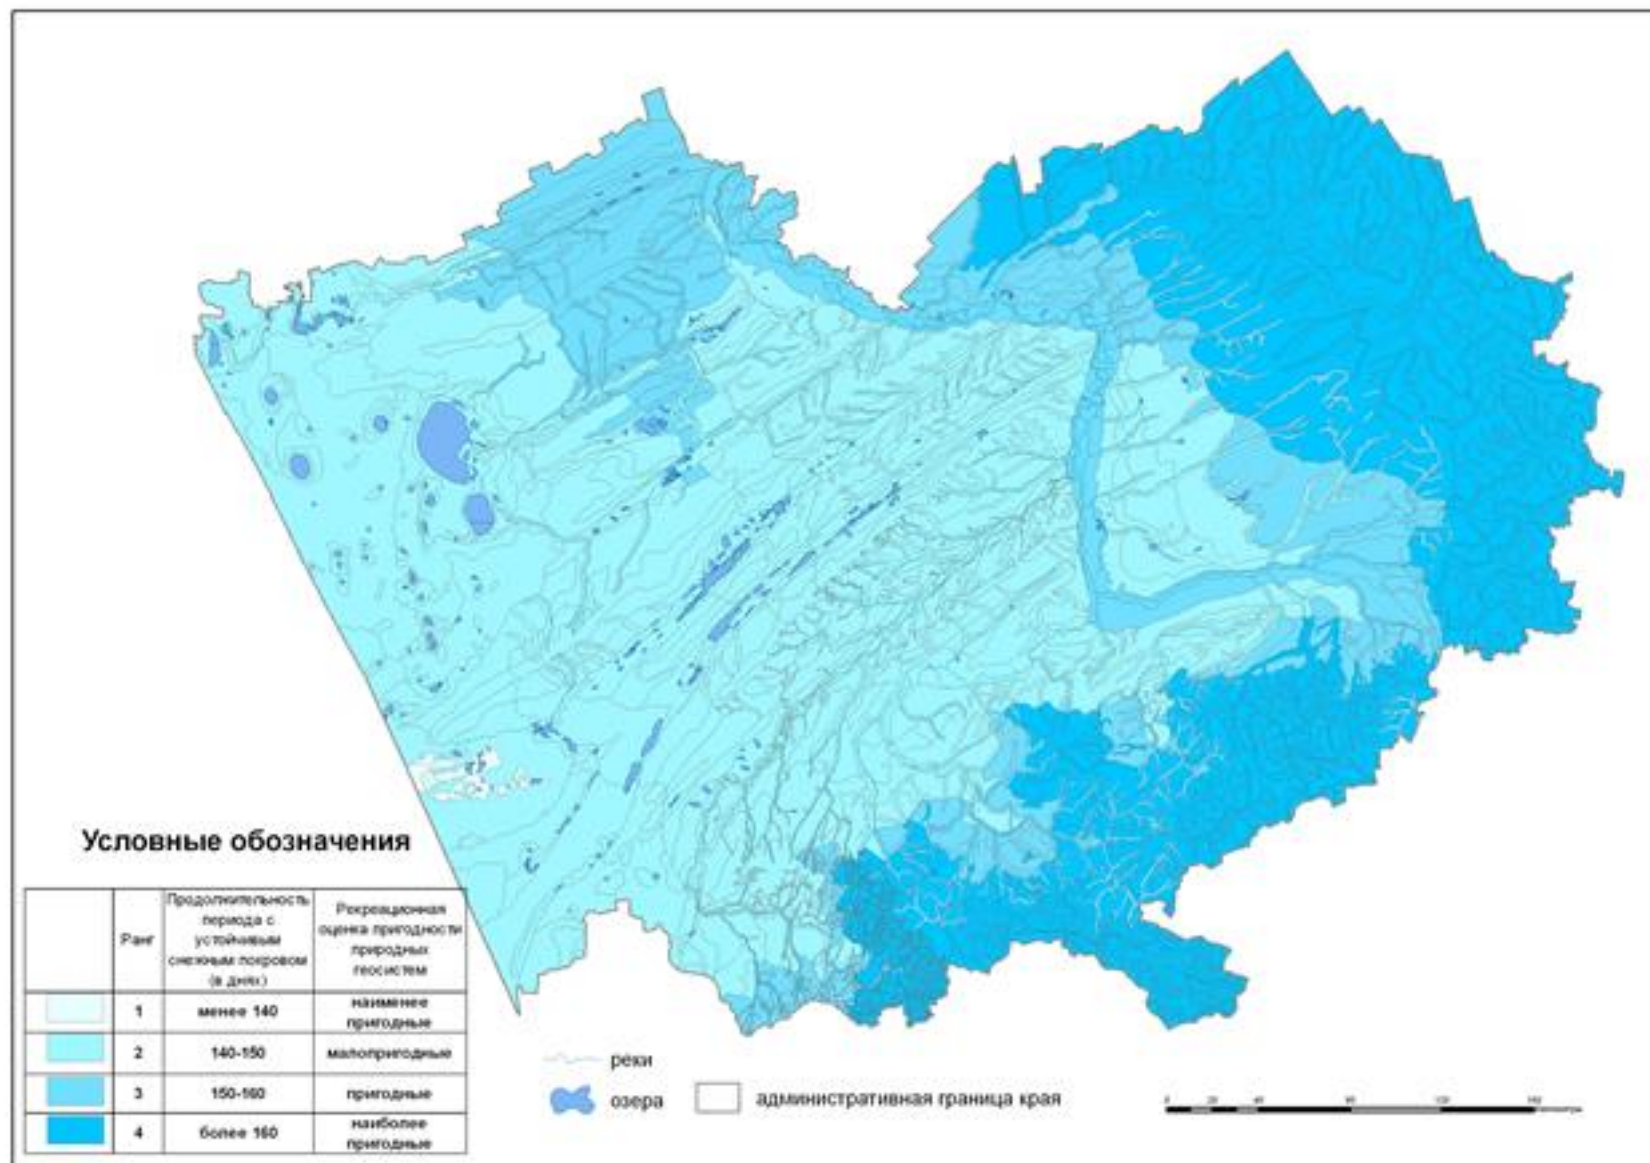 Условные обозначения
Ранг
Продолжительность
периода с
устойчивым
снежным покровом
(в днях)
Рекреационная
оценка пригодности
природных
геосистем
1
менее 140
наименее
пригодные
2
140-150
малопригодные
3
150-160
пригодные
4
более 160
наиболее
пригодные
реки
озера
административная граница края